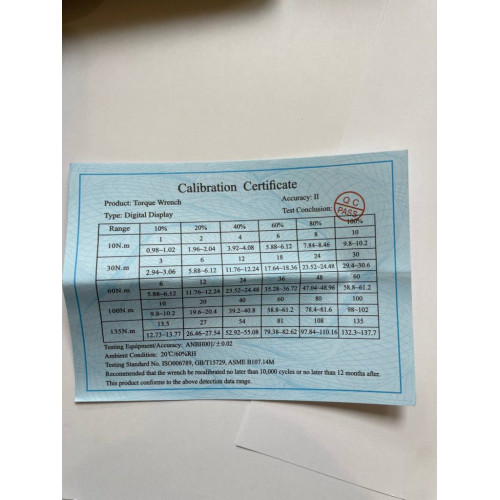 Calibration Certificate
Product: Torque Wrench Accuracy: II
Type: Digital Display Test Conclusion:
QC
PASS
Range 10% 20% 40% 60% 80% 100%
10N.m 1 2 4 6 8 10
0.98~1.02 1.96~2.04 3.92~4.08 5.88~6.12 7.84~8.46 9.8~10.2
30N.m 3 6 12 18 24 30
2.94~3.06 5.88~6.12 11.76~12.24 17.64~18.36 23.52~24.48 29.4~30.6
60N.m 6 12 24 36 48 60
5.88~6.12 11.76~12.24 23.52~24.48 35.28~36.72 47.04~48.96 58.8~61.2
100N.m 10 20 40 60 80 100
9.8~10.2 19.6~20.4 39.2~40.8 58.8~61.2 78.4~81.6 98~102
135N.m 13.5 27 54 81 108 135
12.73~13.77 26.46~27.54 52.92~55.08 79.38~82.62 97.84~110.16 132.3~137.7
Testing Equipment/Accuracy: /±0.02
Ambient Condition: 20℃/60%RH
Testing Standard No. ISO006789, GB/T15729, ASME B107.14M
Recommended that the wrench be recalibrated no later than 10,000 cycles or no later than 12 months after.
This product conforms to the above detection data range.